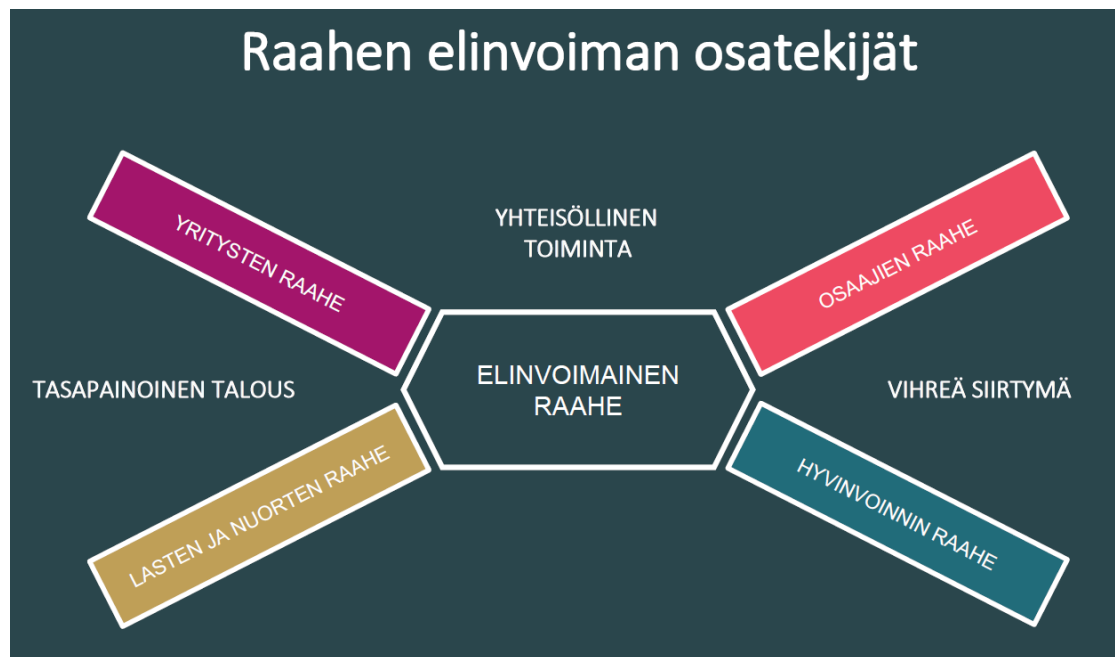 Raahen elinvoiman osatekijät
YRITYSTEN RAAHE
YHTEISÖLLINEN
TOIMINTA
OSAAJIEN RAAHE
TASAPAINOINEN TALOUS
ELINVOIMAINEN
RAAHE
VIHREÄ SIIRTYMÄ
LASTEN JA NUORTEN RAAHE
HYVINVOINNIN RAAHE